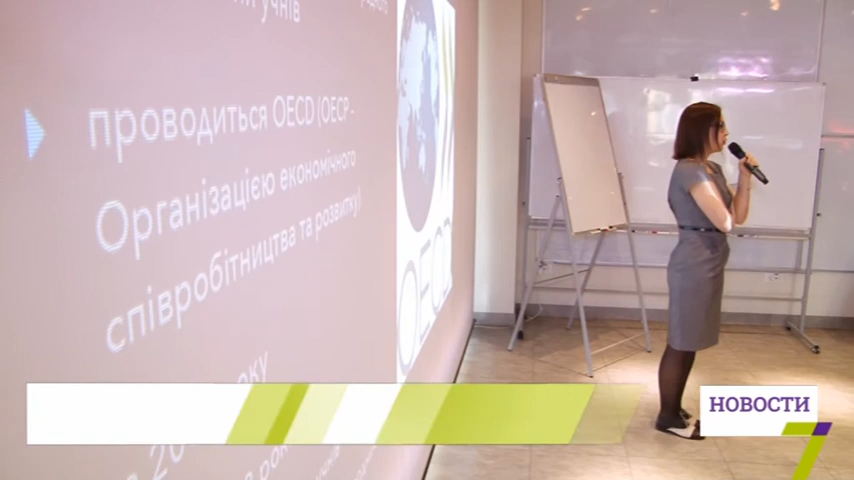 учнів
проводиться OECD (ОЕСР -
Організацією економічного
співробітництва та розвитку)
OECD
НОВОСТИ
7